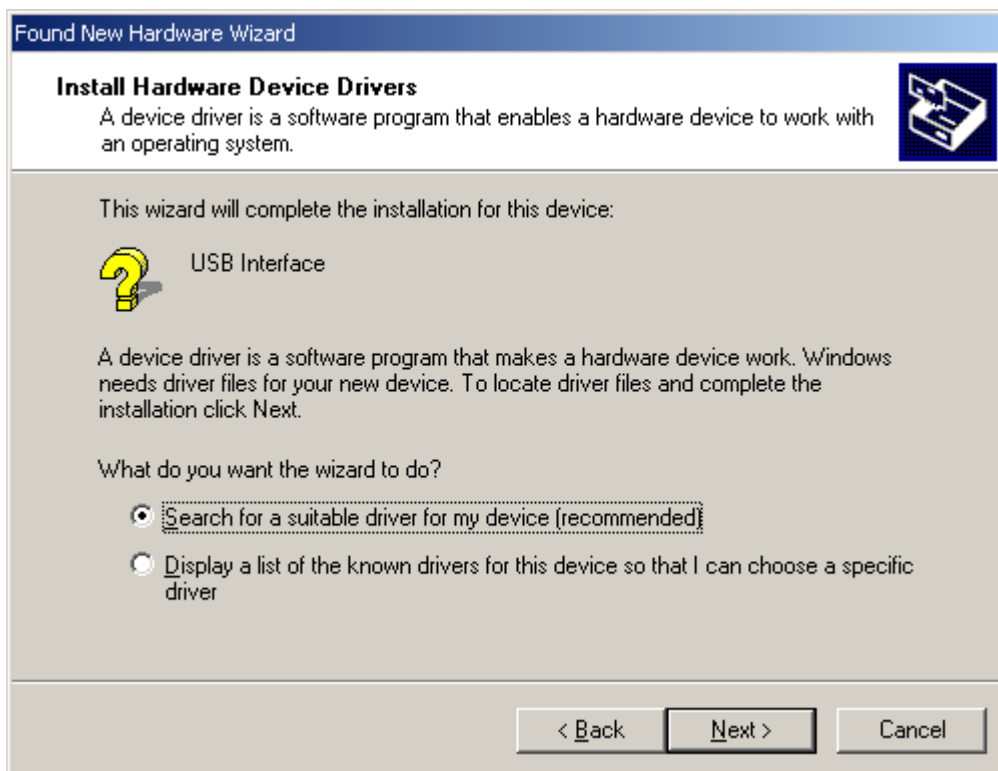 Found New Hardware Wizard
Install Hardware Device Drivers
A device driver is a software program that enables a hardware device to work with
an operating system.
This wizard will complete the installation for this device:
USB Interface
A device driver is a software program that makes a hardware device work. Windows
needs driver files for your new device. To locate driver files and complete the
installation click Next.
What do you want the wizard to do?
Search for a suitable driver for my device (recommended)
Display a list of the known drivers for this device so that I can choose a specific
driver
< Back
Next >
Cancel